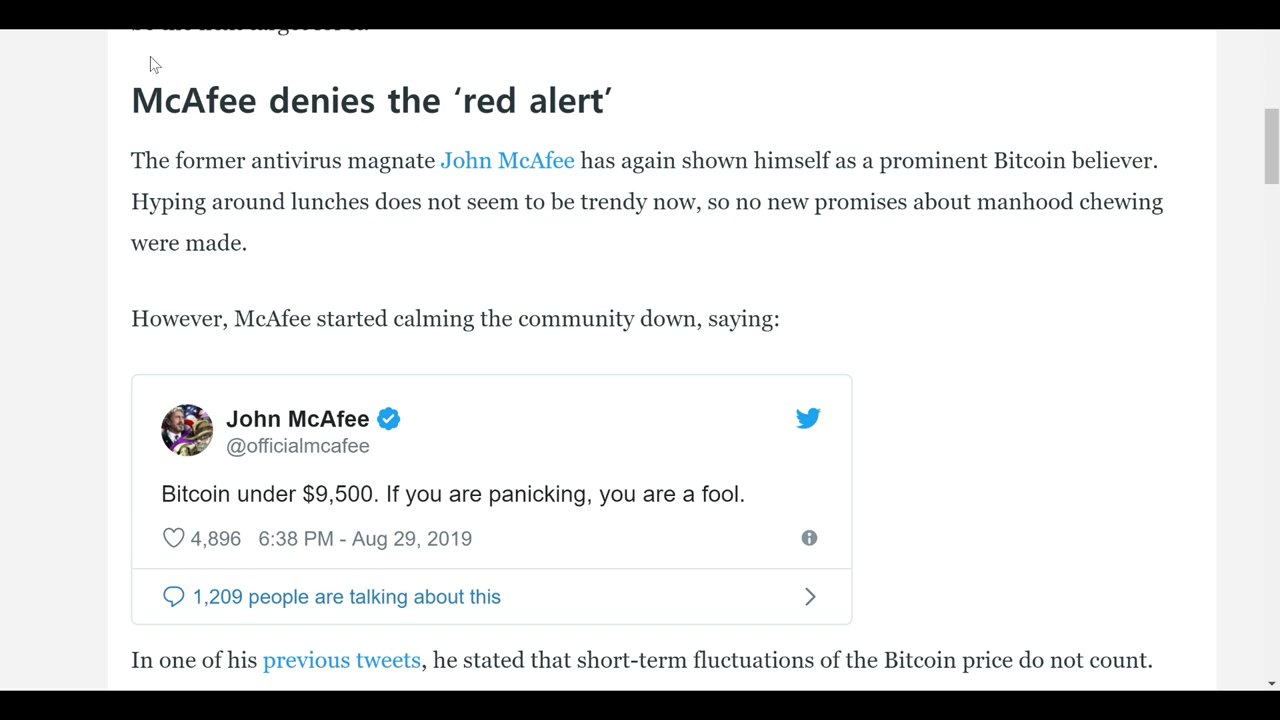 McAfee denies the ‘red alert’
The former antivirus magnate John McAfee has again shown himself as a prominent Bitcoin believer.
Hyping around lunches does not seem to be trendy now, so no new promises about manhood chewing
were made.
However, McAfee started calming the community down, saying:
John McAfee
@officialmcafee
Bitcoin under $9,500. If you are panicking, you are a fool.
4,896 6:38 PM - Aug 29, 2019
1,209 people are talking about this
In one of his previous tweets, he stated that short-term fluctuations of the Bitcoin price do not count.